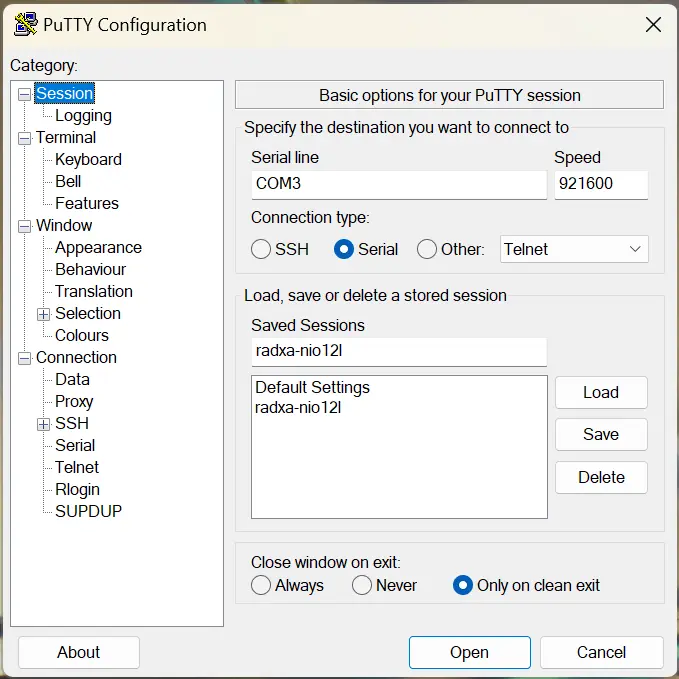 PuTTY Configuration
Category:
Session
Logging
Terminal
Keyboard
Bell
Features
Window
Appearance
Behaviour
Translation
Selection
Colours
Connection
Data
Proxy
SSH
Serial
Telnet
Rlogin
SUPDUP
Basic options for your PuTTY session
Specify the destination you want to connect to
Serial line Speed
COM3 921600
Connection type:
SSH Serial Other: Telnet
Load, save or delete a stored session
Saved Sessions
radxa-nio12l
Default Settings
radxa-nio12l
Load
Save
Delete
Close window on exit:
Always Never Only on clean exit
About Open Cancel